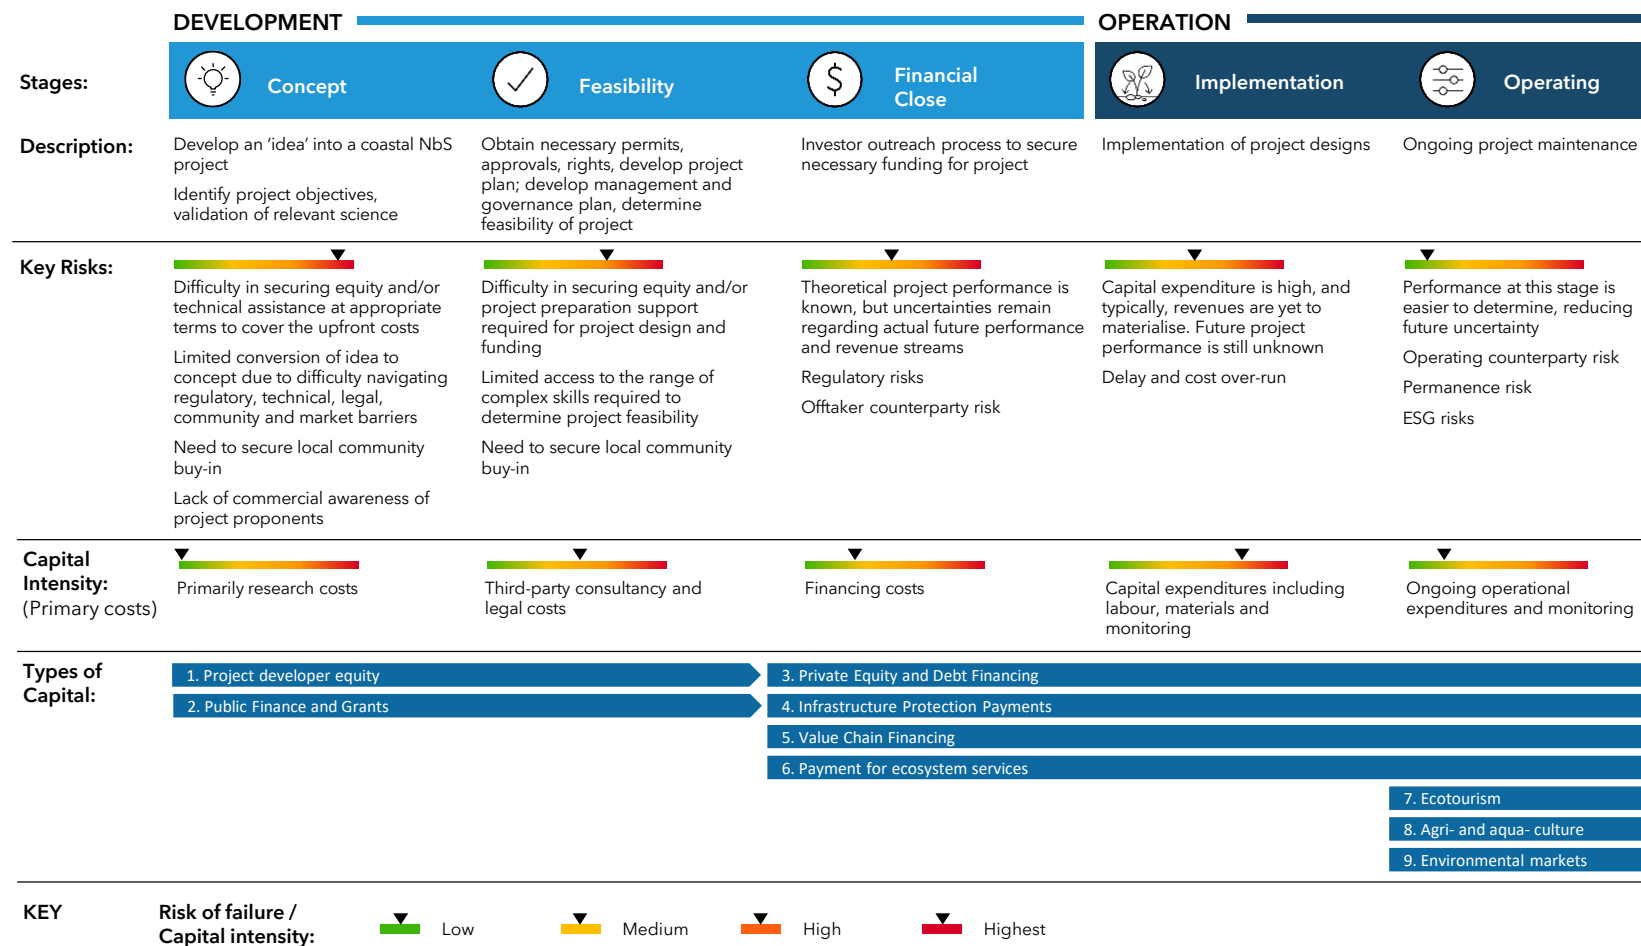 DEVELOPMENT
OPERATION
Stages:
Concept
Feasibility
$
Financial
Close
Implementation
Operating
Description:
Develop an ‘idea’ into a coastal NbS
project
Identify project objectives,
validation of relevant science
Obtain necessary permits,
approvals, rights, develop project
plan; develop management and
governance plan, determine
feasibility of project
Investor outreach process to secure
necessary funding for project
Implementation of project designs
Ongoing project maintenance
Key Risks:
Difficulty in securing equity and/or
technical assistance at appropriate
terms to cover the upfront costs
Limited conversion of idea to
concept due to difficulty navigating
regulatory, technical, legal,
community and market barriers
Need to secure local community
buy-in
Lack of commercial awareness of
project proponents
Difficulty in securing equity and/or
project preparation support
required for project design and
funding
Limited access to the range of
complex skills required to
determine project feasibility
Need to secure local community
buy-in
Theoretical project performance is
known, but uncertainties remain
regarding actual future performance
and revenue streams
Regulatory risks
Offtaker counterparty risk
Capital expenditure is high, and
typically, revenues are yet to
materialise. Future project
performance is still unknown
Delay and cost over-run
Performance at this stage is
easier to determine, reducing
future uncertainty
Operating counterparty risk
Permanence risk
ESG risks
Capital
Intensity:
(Primary costs)
Primarily research costs
Third-party consultancy and
legal costs
Financing costs
Capital expenditures including
labour, materials and
monitoring
Ongoing operational
expenditures and monitoring
Types of
Capital:
1. Project developer equity
2. Public Finance and Grants
3. Private Equity and Debt Financing
4. Infrastructure Protection Payments
5. Value Chain Financing
6. Payment for ecosystem services
7. Ecotourism
8. Agri- and aqua- culture
9. Environmental markets
KEY
Risk of failure /
Capital intensity:
Low
Medium
High
Highest